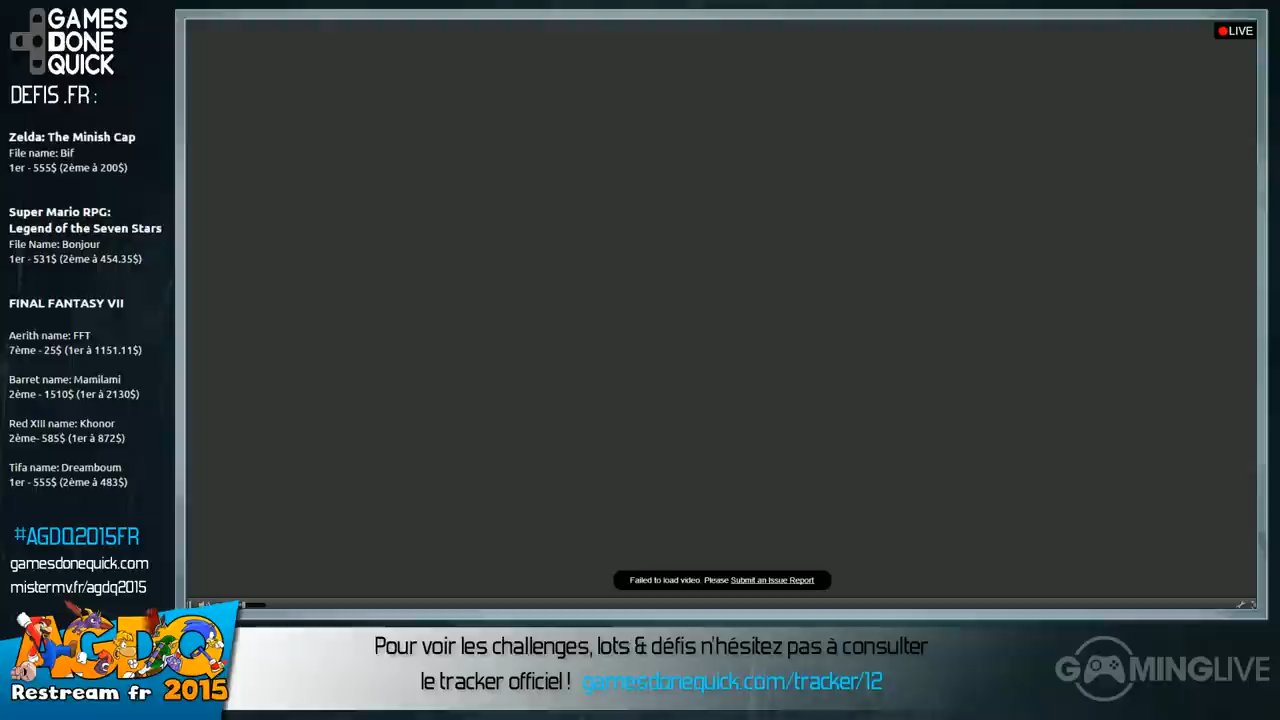 GAMES
DONE
QUICK
DEFIS .FR :
Zelda: The Minish Cap
File name: Bif
1er - 555$ (2ème à 200$)
Super Mario RPG:
Legend of the Seven Stars
File Name: Bonjour
1er - 531$ (2ème à 454.35$)
FINAL FANTASY VII
Aerith name: FFT
7ème - 25$ (1er à 1151.11$)
Barret name: Mamilami
2ème - 1510$ (1er à 2130$)
Red XIII name: Khonor
2ème- 585$ (1er à 872$)
Tifa name: Dreamboum
1er - 555$ (2ème à 483$)
#AGDQ2015FR
gamesdonequick.com
mistermv.fr/agdq2015
AGDQ
Restream fr 2015
LIVE
Failed to load video. Please Submit an Issue Report
Pour voir les challenges, lots & défis n'hésitez pas à consulter
le tracker officiel ! gamesdonequick.com/tracker/12
GAMINGLIVE